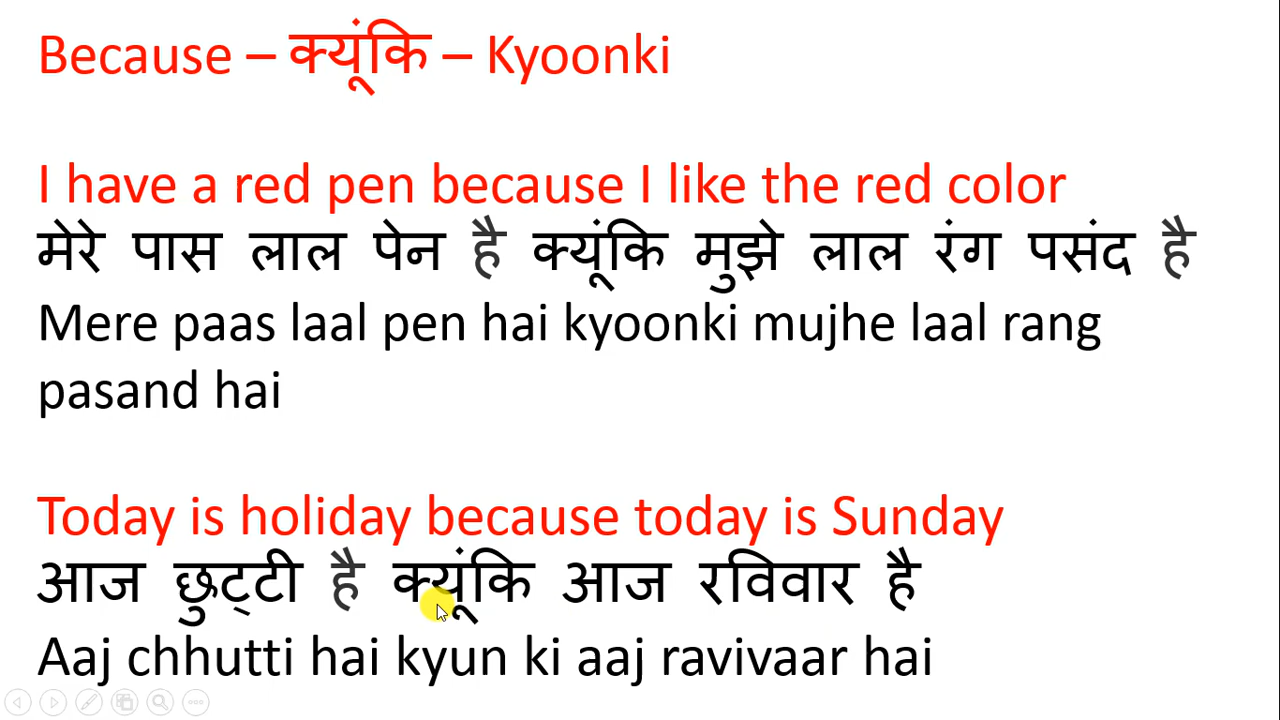 Because – क्यूंकि – Kyoonki
I have a red pen because I like the red color
मेरे पास लाल पेन है क्यूंकि मुझे लाल रंग पसंद है
Mere paas laal pen hai kyoonki mujhe laal rang
pasand hai
Today is holiday because today is Sunday
आज छुट्टी है क्यूंकि आज रविवार है
Aaj chhutti hai kyun ki aaj ravivaar hai